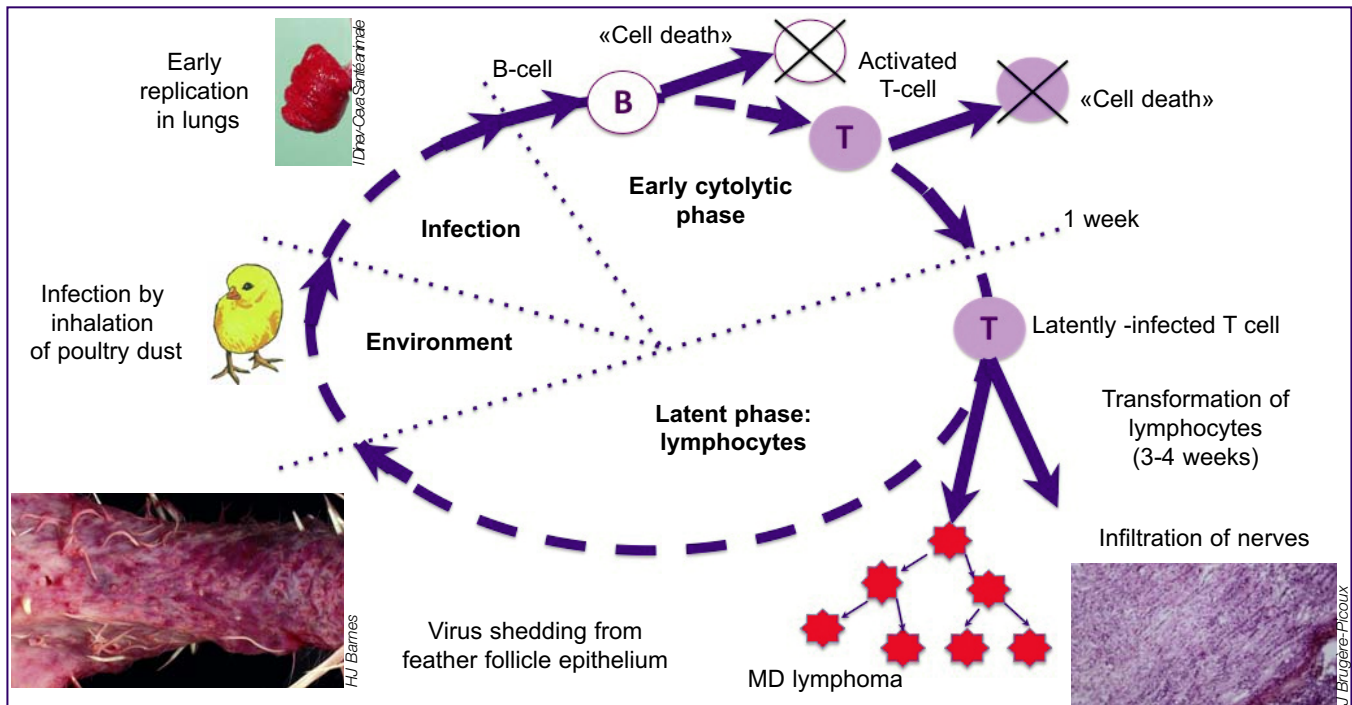 Early
replication
in lungs
I Dinev-Ceva Santé animale
B-cell
«Cell death»
B
Activated
T-cell
T
«Cell death»
Early cytolytic
phase
Infection
1 week
Infection by
inhalation
of poultry dust
Environment
T
Latently -infected T cell
Latent phase:
lymphocytes
Transformation of
lymphocytes
(3-4 weeks)
Infiltration of nerves
HJ Barnes
Virus shedding from
feather follicle epithelium
MD lymphoma
J Brugère-Picoux